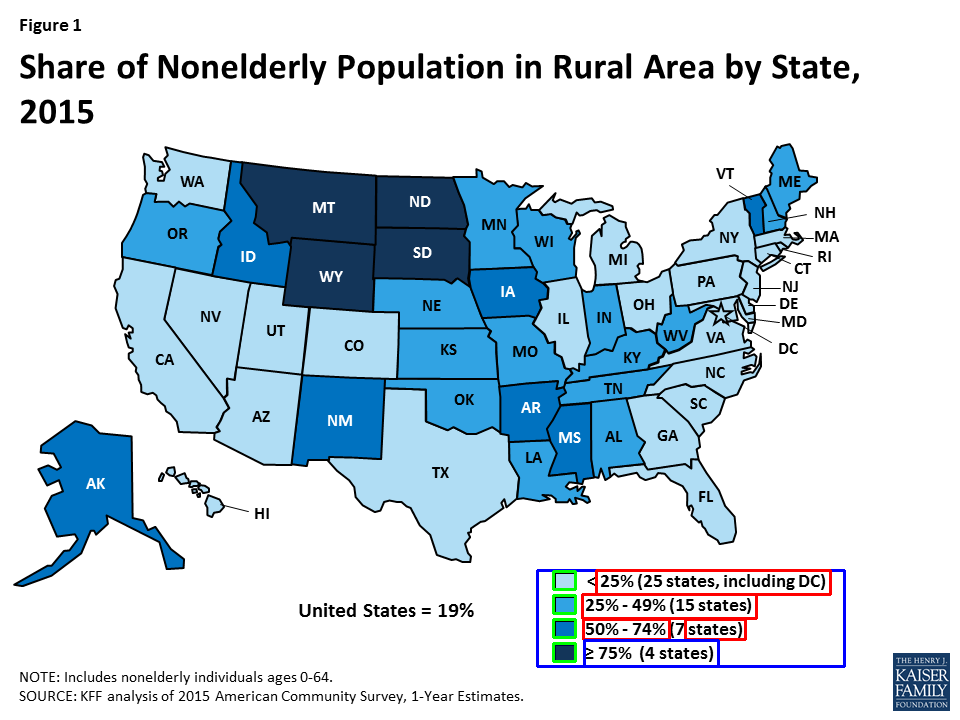 Figure 1
Share of Nonelderly Population in Rural Area by State,
2015
WA
MT
ND
MN
VT
ME
OR
ID
SD
WI
NH
WY
MI
NY
MA
RI
CT
IA
NE
PA
NJ
NV
UT
IL
IN
OH
DE
MD
CO
KS
MO
WV
VA
DC
CA
KY
NC
AZ
NM
OK
AR
TN
SC
MS
AL
GA
TX
LA
AK
FL
HI
< 25% (25 states, including DC)
25% - 49% (15 states)
50% - 74% (7 states)
≥ 75% (4 states)
United States = 19%
NOTE: Includes nonelderly individuals ages 0-64.
SOURCE: KFF analysis of 2015 American Community Survey, 1-Year Estimates.
THE HENRY J.
KAISER
FAMILY
FOUNDATION